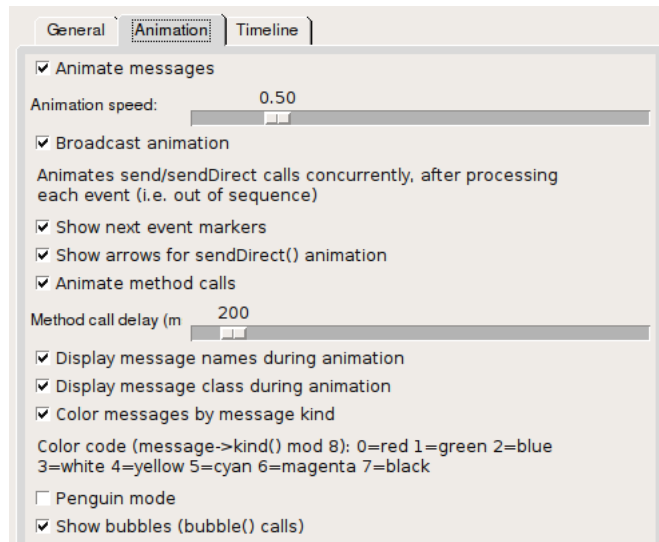 General Animation Timeline
Animate messages
0.50
Animation speed:
Broadcast animation
Animates send/sendDirect calls concurrently, after processing
each event (i.e. out of sequence)
Show next event markers
Show arrows for sendDirect() animation
Animate method calls
200
Method call delay (m
Display message names during animation
Display message class during animation
Color messages by message kind
Color code (message->kind() mod 8): 0=red 1=green 2=blue
3=white 4=yellow 5=cyan 6=magenta 7=black
Penguin mode
Show bubbles (bubble() calls)